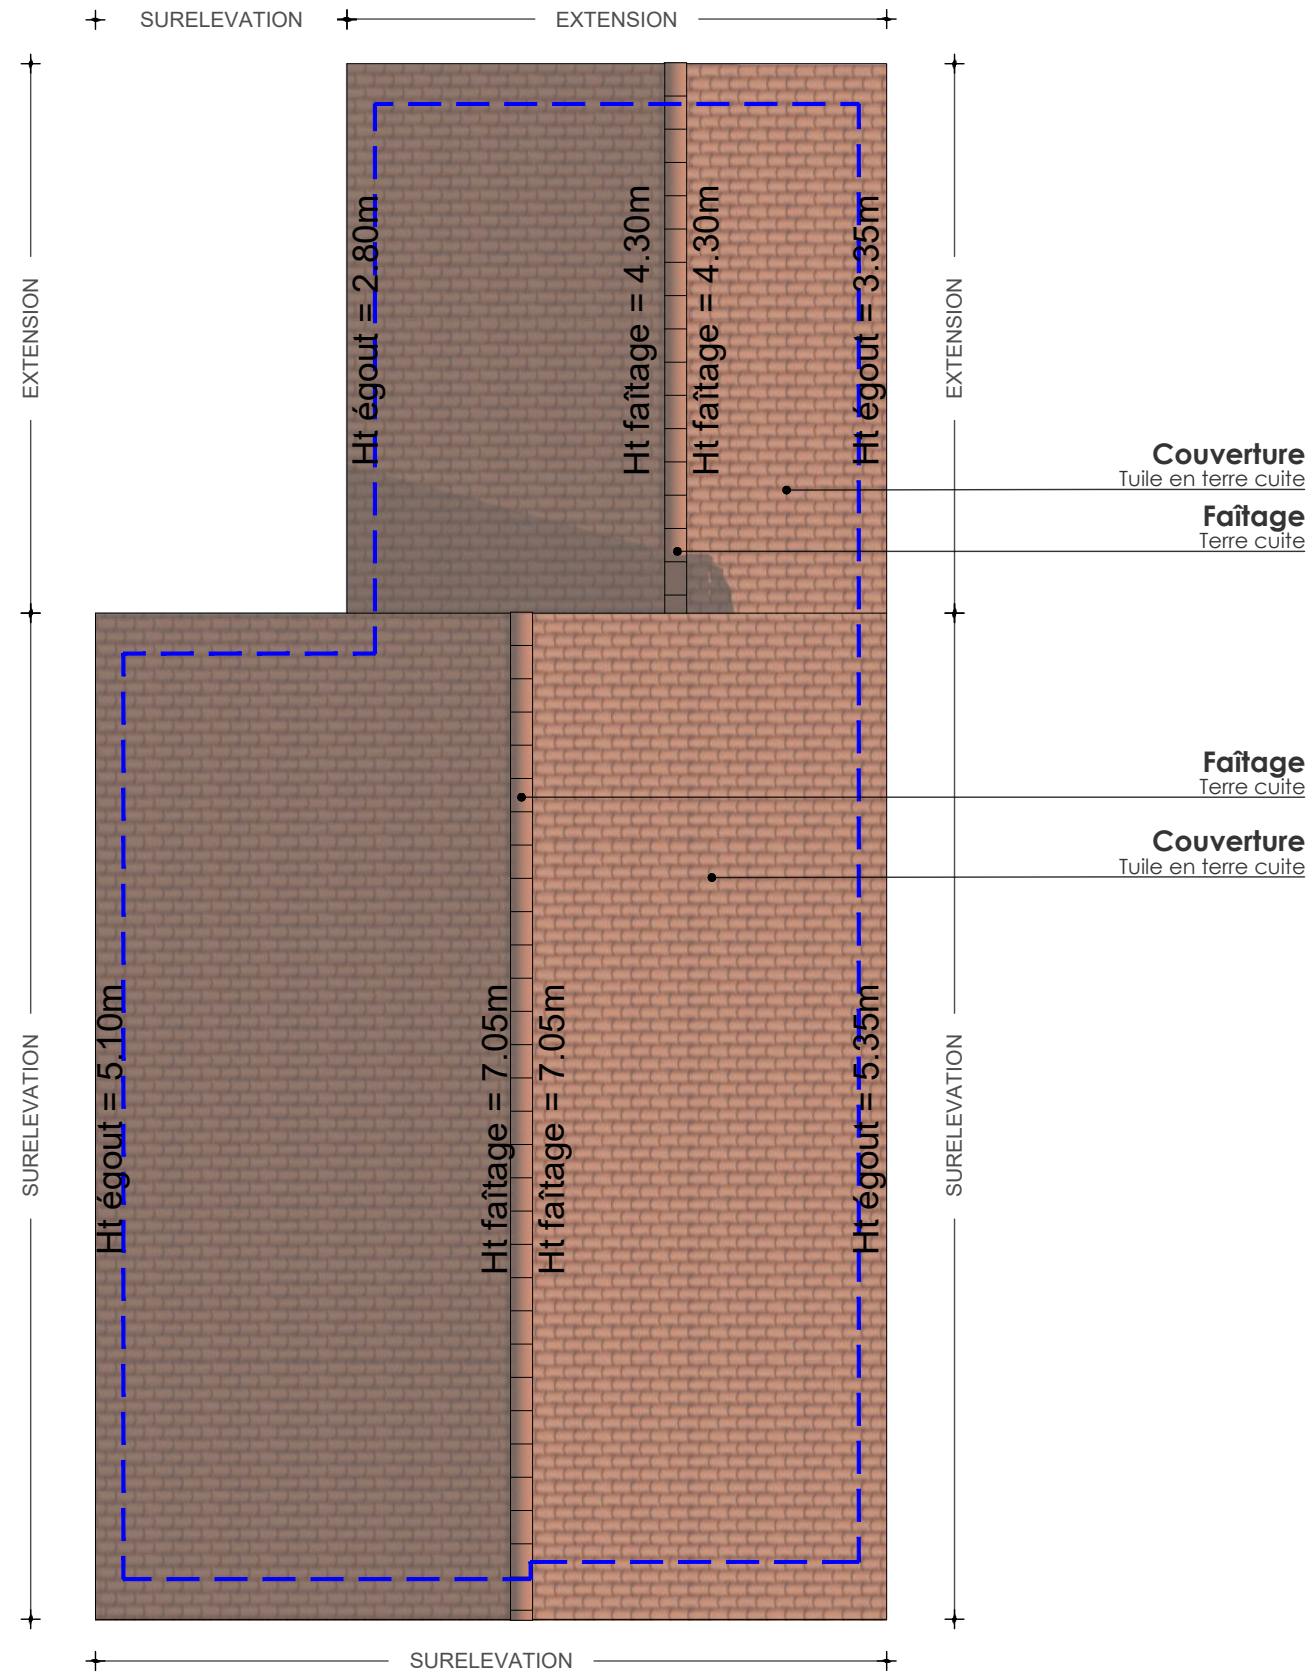 SURELEVATION
EXTENSION
EXTENSION
EXTENSION
Ht égout = 2.80m
Ht faîtage = 4.30m
Ht faîtage = 4.30m
Ht égout = 3.35m
Couverture
Tuile en terre cuite
Faîtage
Terre cuite
Faîtage
Terre cuite
Couverture
Tuile en terre cuite
SURELEVATION
Ht égout = 5.10m
Ht faîtage = 7.05m
Ht faîtage = 7.05m
Ht égout = 5.35m
SURELEVATION
SURELEVATION